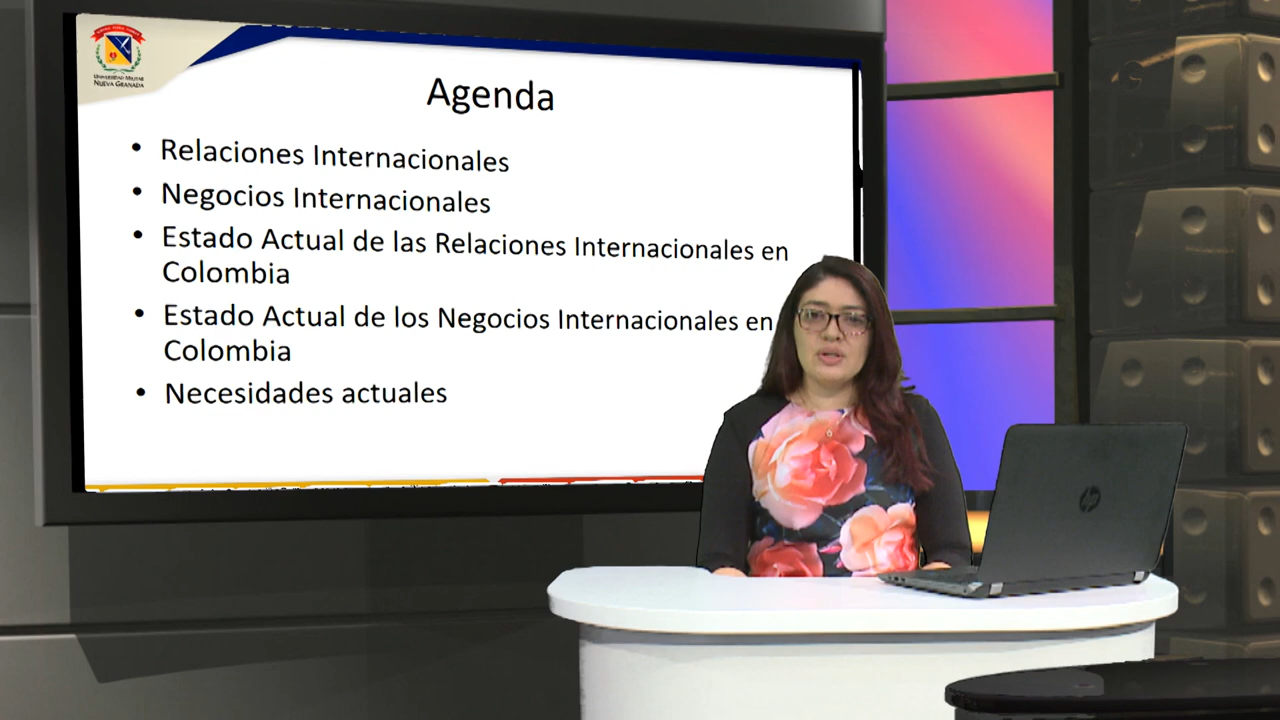 UNIVERSIDAD MILITAR
NUEVA GRANADA
Agenda
• Relaciones Internacionales
• Negocios Internacionales
• Estado Actual de las Relaciones Internacionales en
Colombia
• Estado Actual de los Negocios Internacionales en
Colombia
• Necesidades actuales
hp